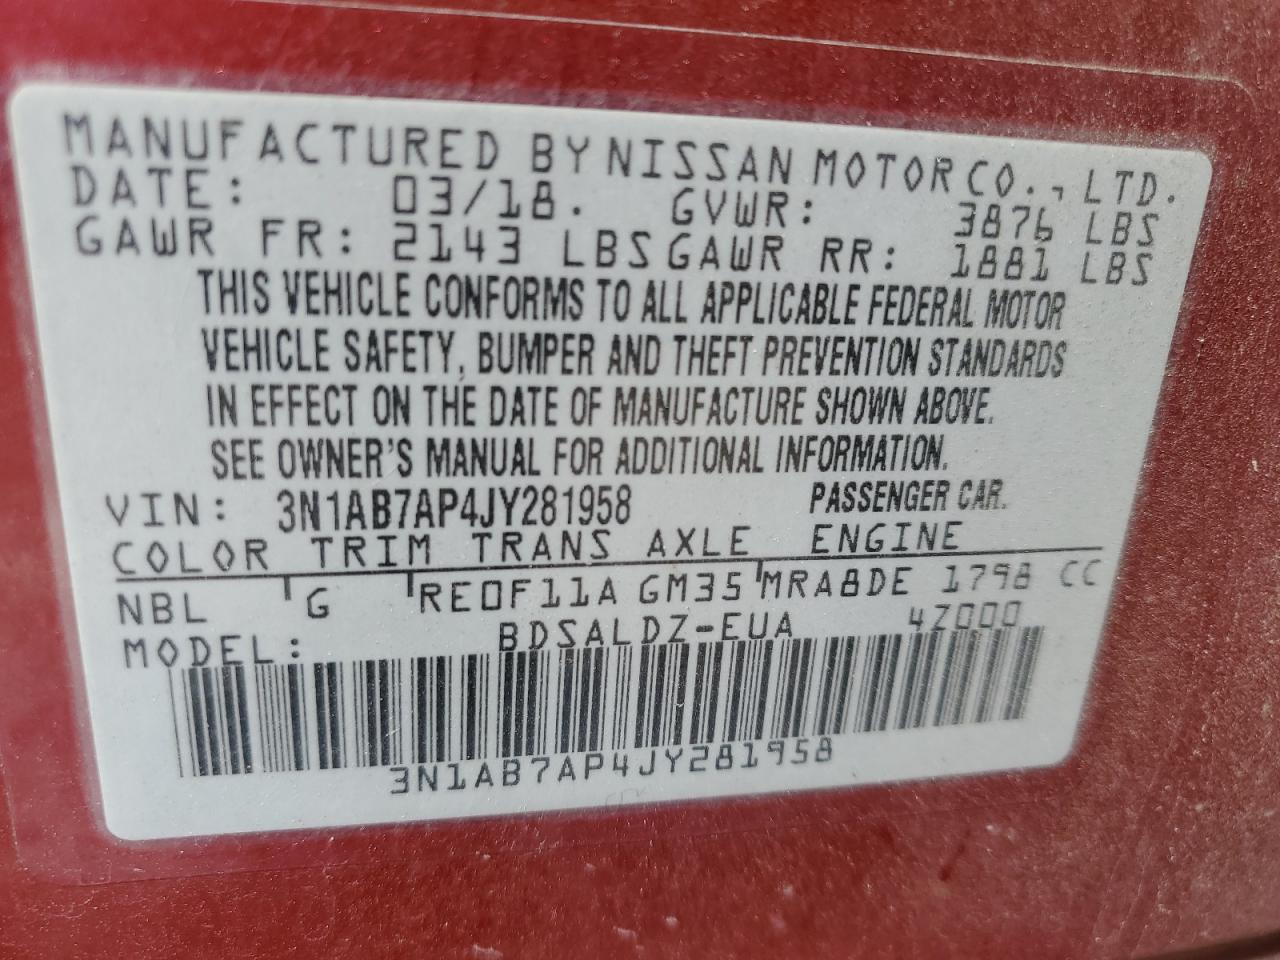 MANUFACTURED BY NISSAN MOTOR CO., LTD.
DATE: 03/18. GVWR: 3876 LBS
GAWR FR: 2143 LBS GAWR RR: 1881 LBS
THIS VEHICLE CONFORMS TO ALL APPLICABLE FEDERAL MOTOR
VEHICLE SAFETY, BUMPER AND THEFT PREVENTION STANDARDS
IN EFFECT ON THE DATE OF MANUFACTURE SHOWN ABOVE.
SEE OWNER'S MANUAL FOR ADDITIONAL INFORMATION.
VIN: 3N1AB7AP4JY281958 PASSENGER CAR.
COLOR TRIM TRANS AXLE ENGINE
NBL G RE0F11A GM35 MRA8DE 1798 CC
MODEL: BDSALDZ-EUA 4Z000
3N1AB7AP4JY281958